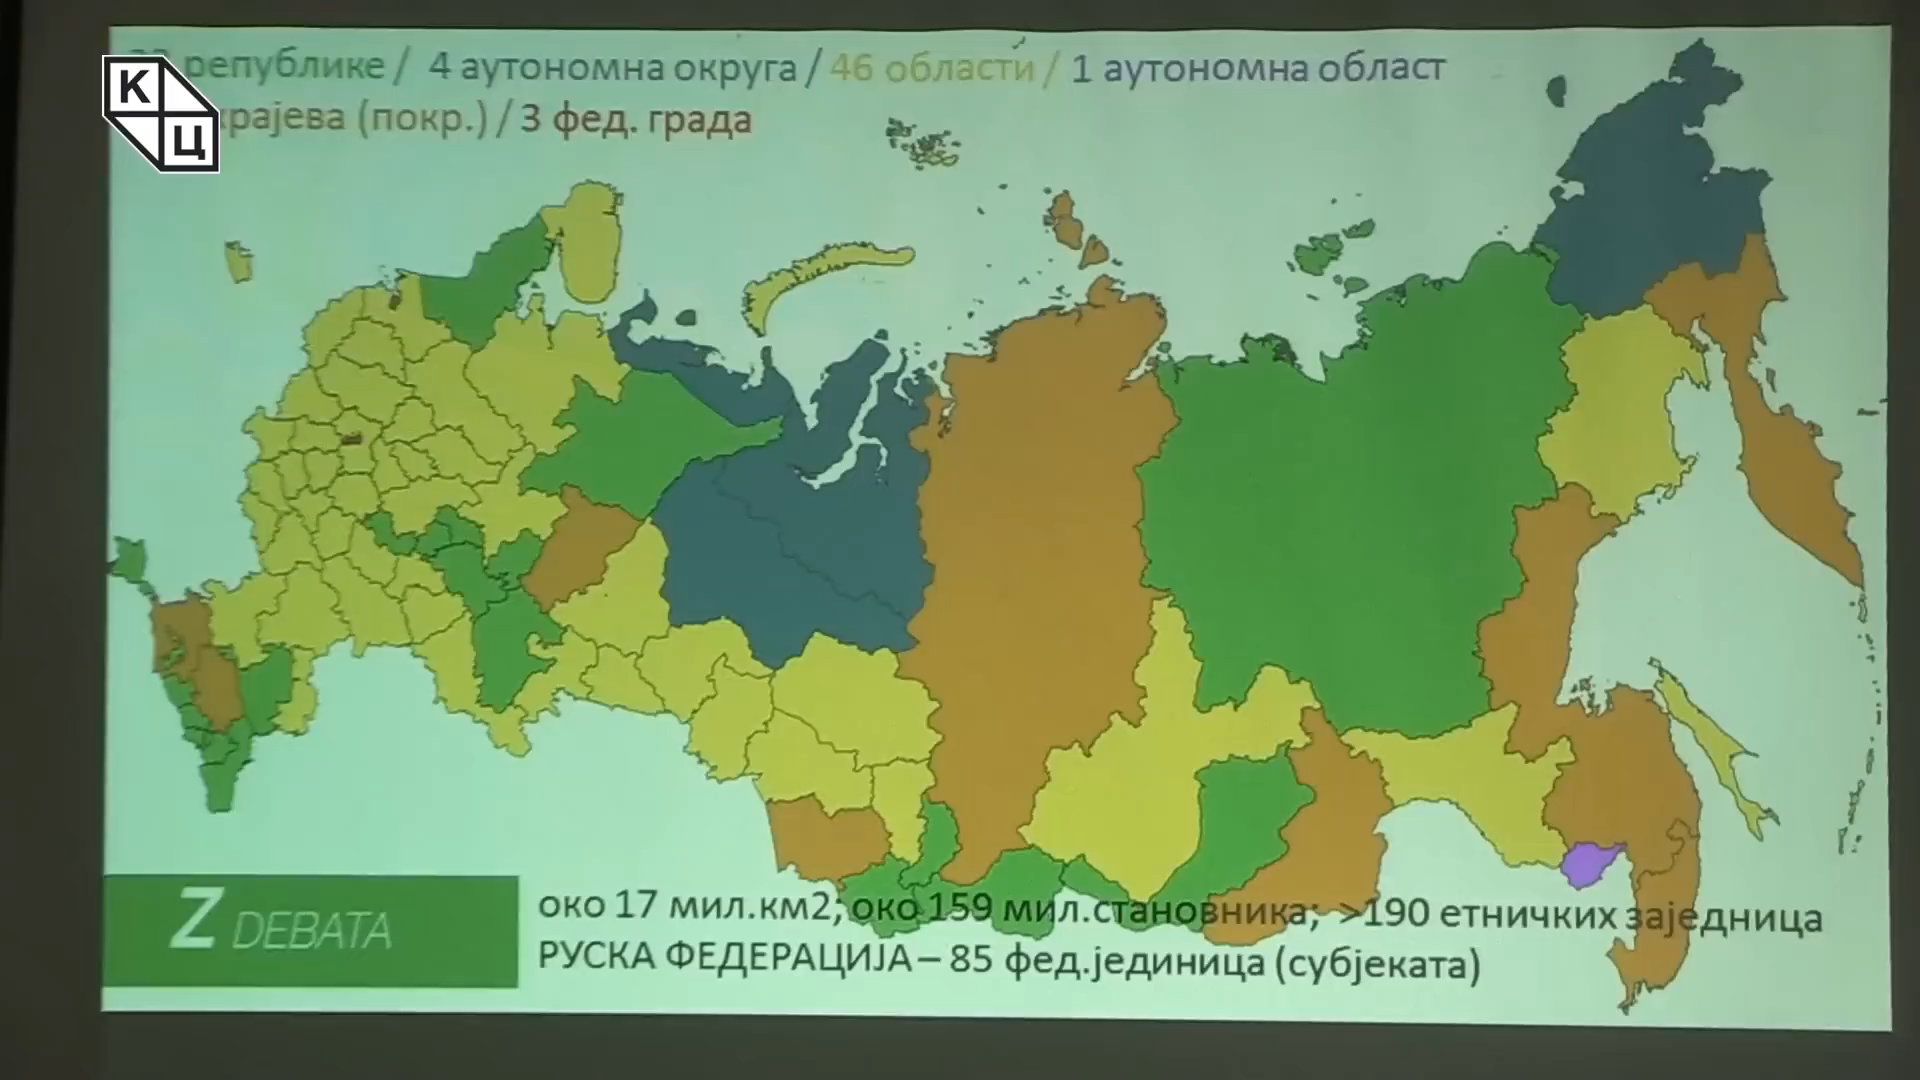 КЦ
републике / 4 аутономна округа / 46 области / 1 аутономна област
крајева (покр.) / 3 фед. града
Z DEBATA
око 17 мил.км2; око 159 мил.становника; >190 етничких заједница
РУСКА ФЕДЕРАЦИЈА – 85 фед.јединица (субјеката)